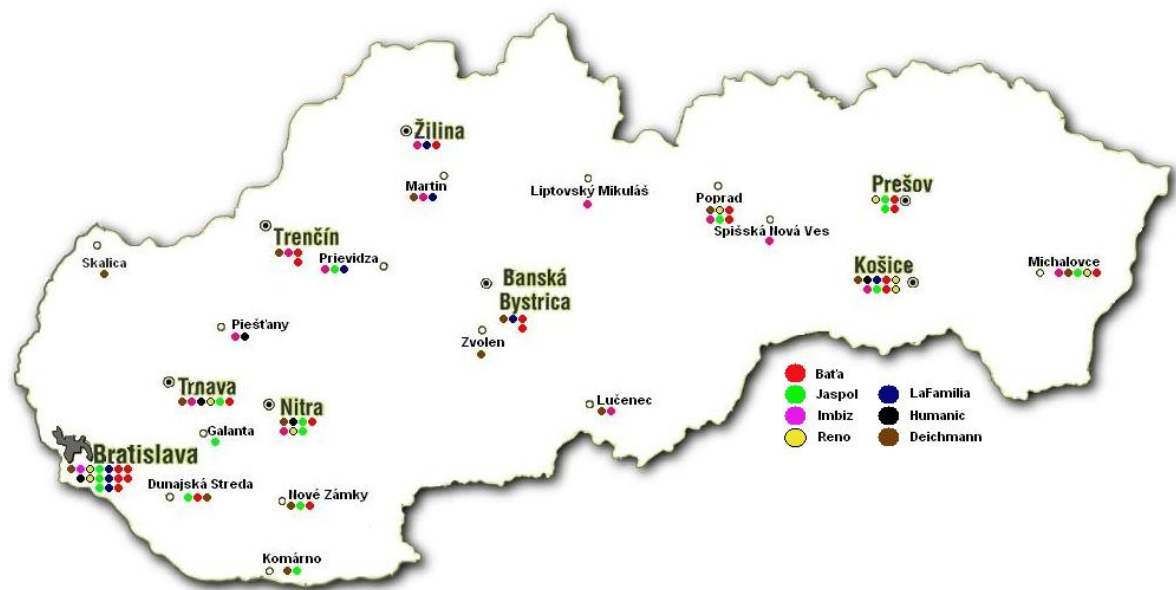 Žilina
Martin
Liptovský Mikuláš
Poprad
Prešov
Spišská Nová Ves
Trenčín
Prievidza
Skalica
Banská
Bystrica
Košice
Michalovce
Piešťany
Zvolen
Trnava
Nitra
Lučenec
Galanta
Bratislava
Dunajská Streda
Nové Zámky
Komárno
Baťa
Jaspol
LaFamilia
Imbiz
Humanic
Reno
Deichmann